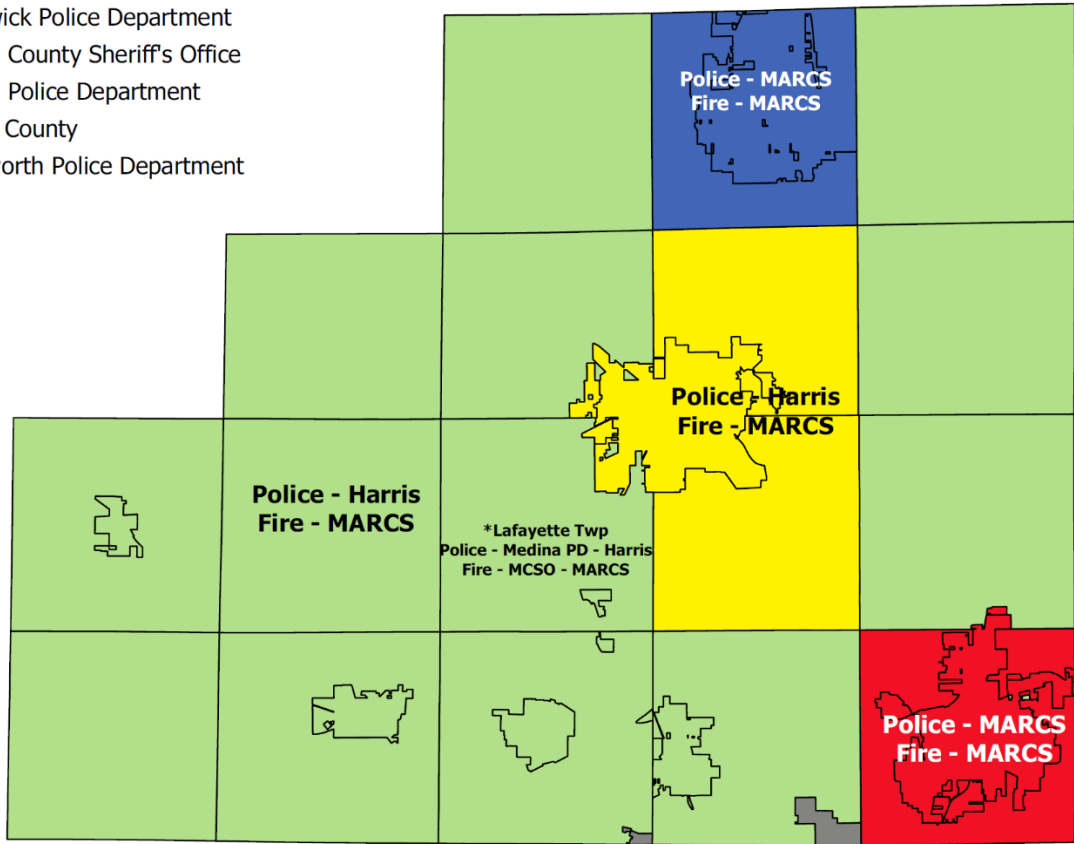 wick Police Department
County Sheriff's Office
Police Department
County
orth Police Department
Police - MARCS
Fire - MARCS
Police - Harris
Fire - MARCS
Police - Harris
Fire - MARCS
*Lafayette Twp
Police - Medina PD - Harris
Fire - MCSO - MARCS
Police - MARCS
Fire - MARCS